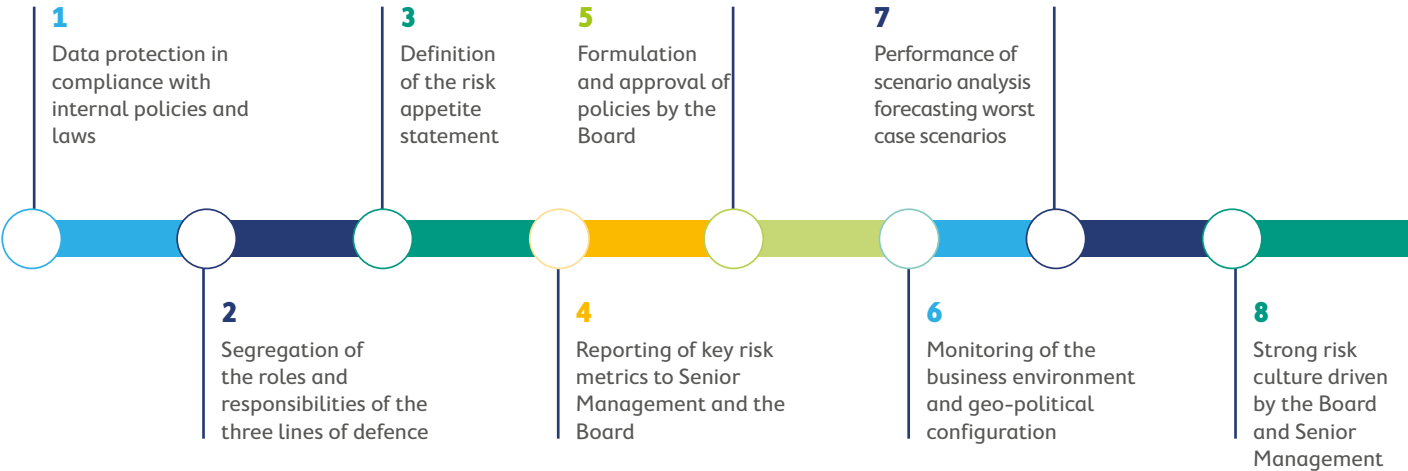 1
Data protection in
compliance with
internal policies and
laws
2
Segregation of
the roles and
responsibilities of the
three lines of defence
3
Definition
of the risk
appetite
statement
4
Reporting of key risk
metrics to Senior
Management and the
Board
5
Formulation
and approval of
policies by the
Board
6
Monitoring of the
business environment
and geo-political
configuration
7
Performance of
scenario analysis
forecasting worst
case scenarios
8
Strong risk
culture driven
by the Board
and Senior
Management